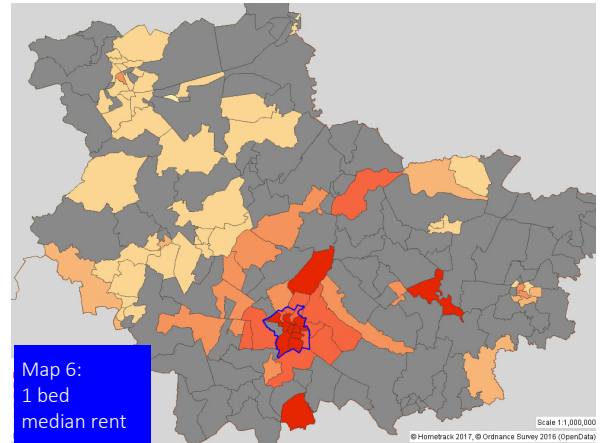 Map 6:
1 bed
median rent
Scale 1:1,000,000
© Hometrack 2017, © Ordnance Survey 2016 (OpenData)